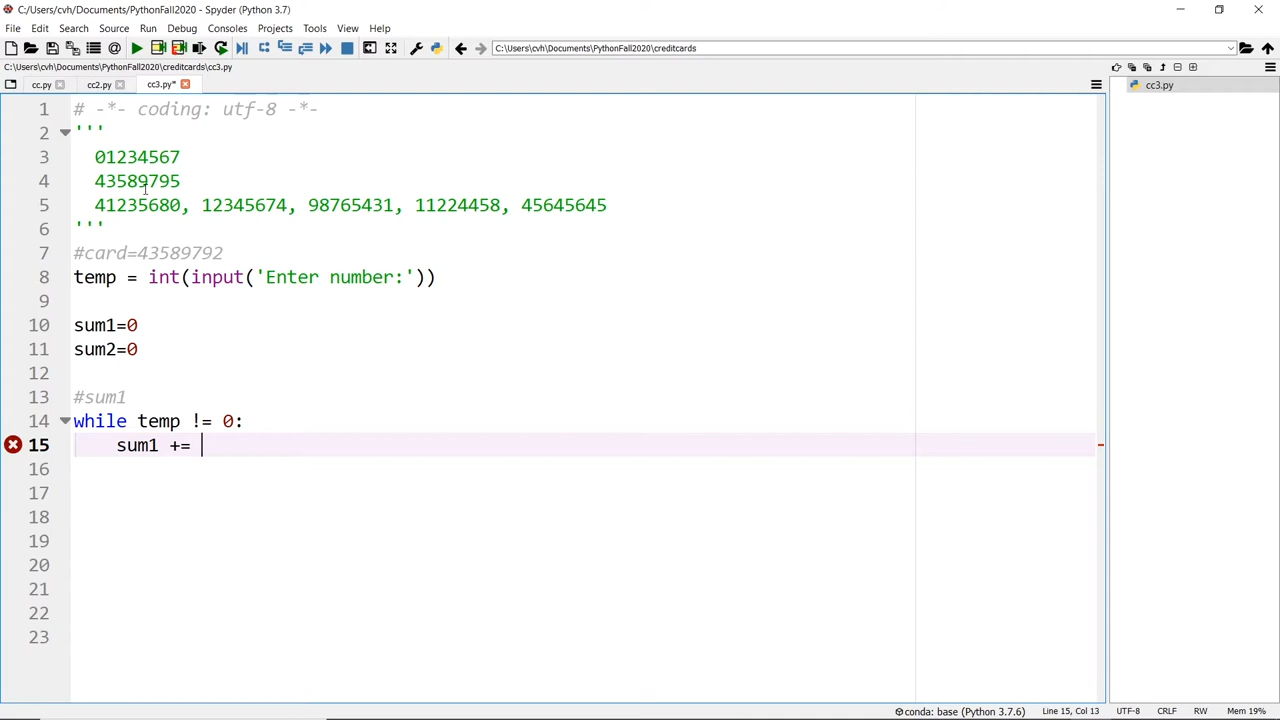 C:/Users/cvh/Documents/PythonFall2020 - Spyder (Python 3.7)
File Edit Search Source Run Debug Consoles Projects Tools View Help
C:\Users\cvh\Documents\PythonFall2020\creditcards
C:\Users\cvh\Documents\PythonFall2020\creditcards\cc3.py
cc.py cc2.py cc3.py* cc3.py
1 # -*- coding: utf-8 -*-
2 '''
3 01234567
4 43589795
5 41235680, 12345674, 98765431, 11224458, 45645645
6 '''
7 #card=43589792
8 temp = int(input('Enter number:'))
9
10 sum1=0
11 sum2=0
12
13 #sum1
14 while temp != 0:
15 sum1 +=
16
17
18
19
20
21
22
23
conda: base (Python 3.7.6) Line 15, Col 13 UTF-8 CRLF RW Mem 19%